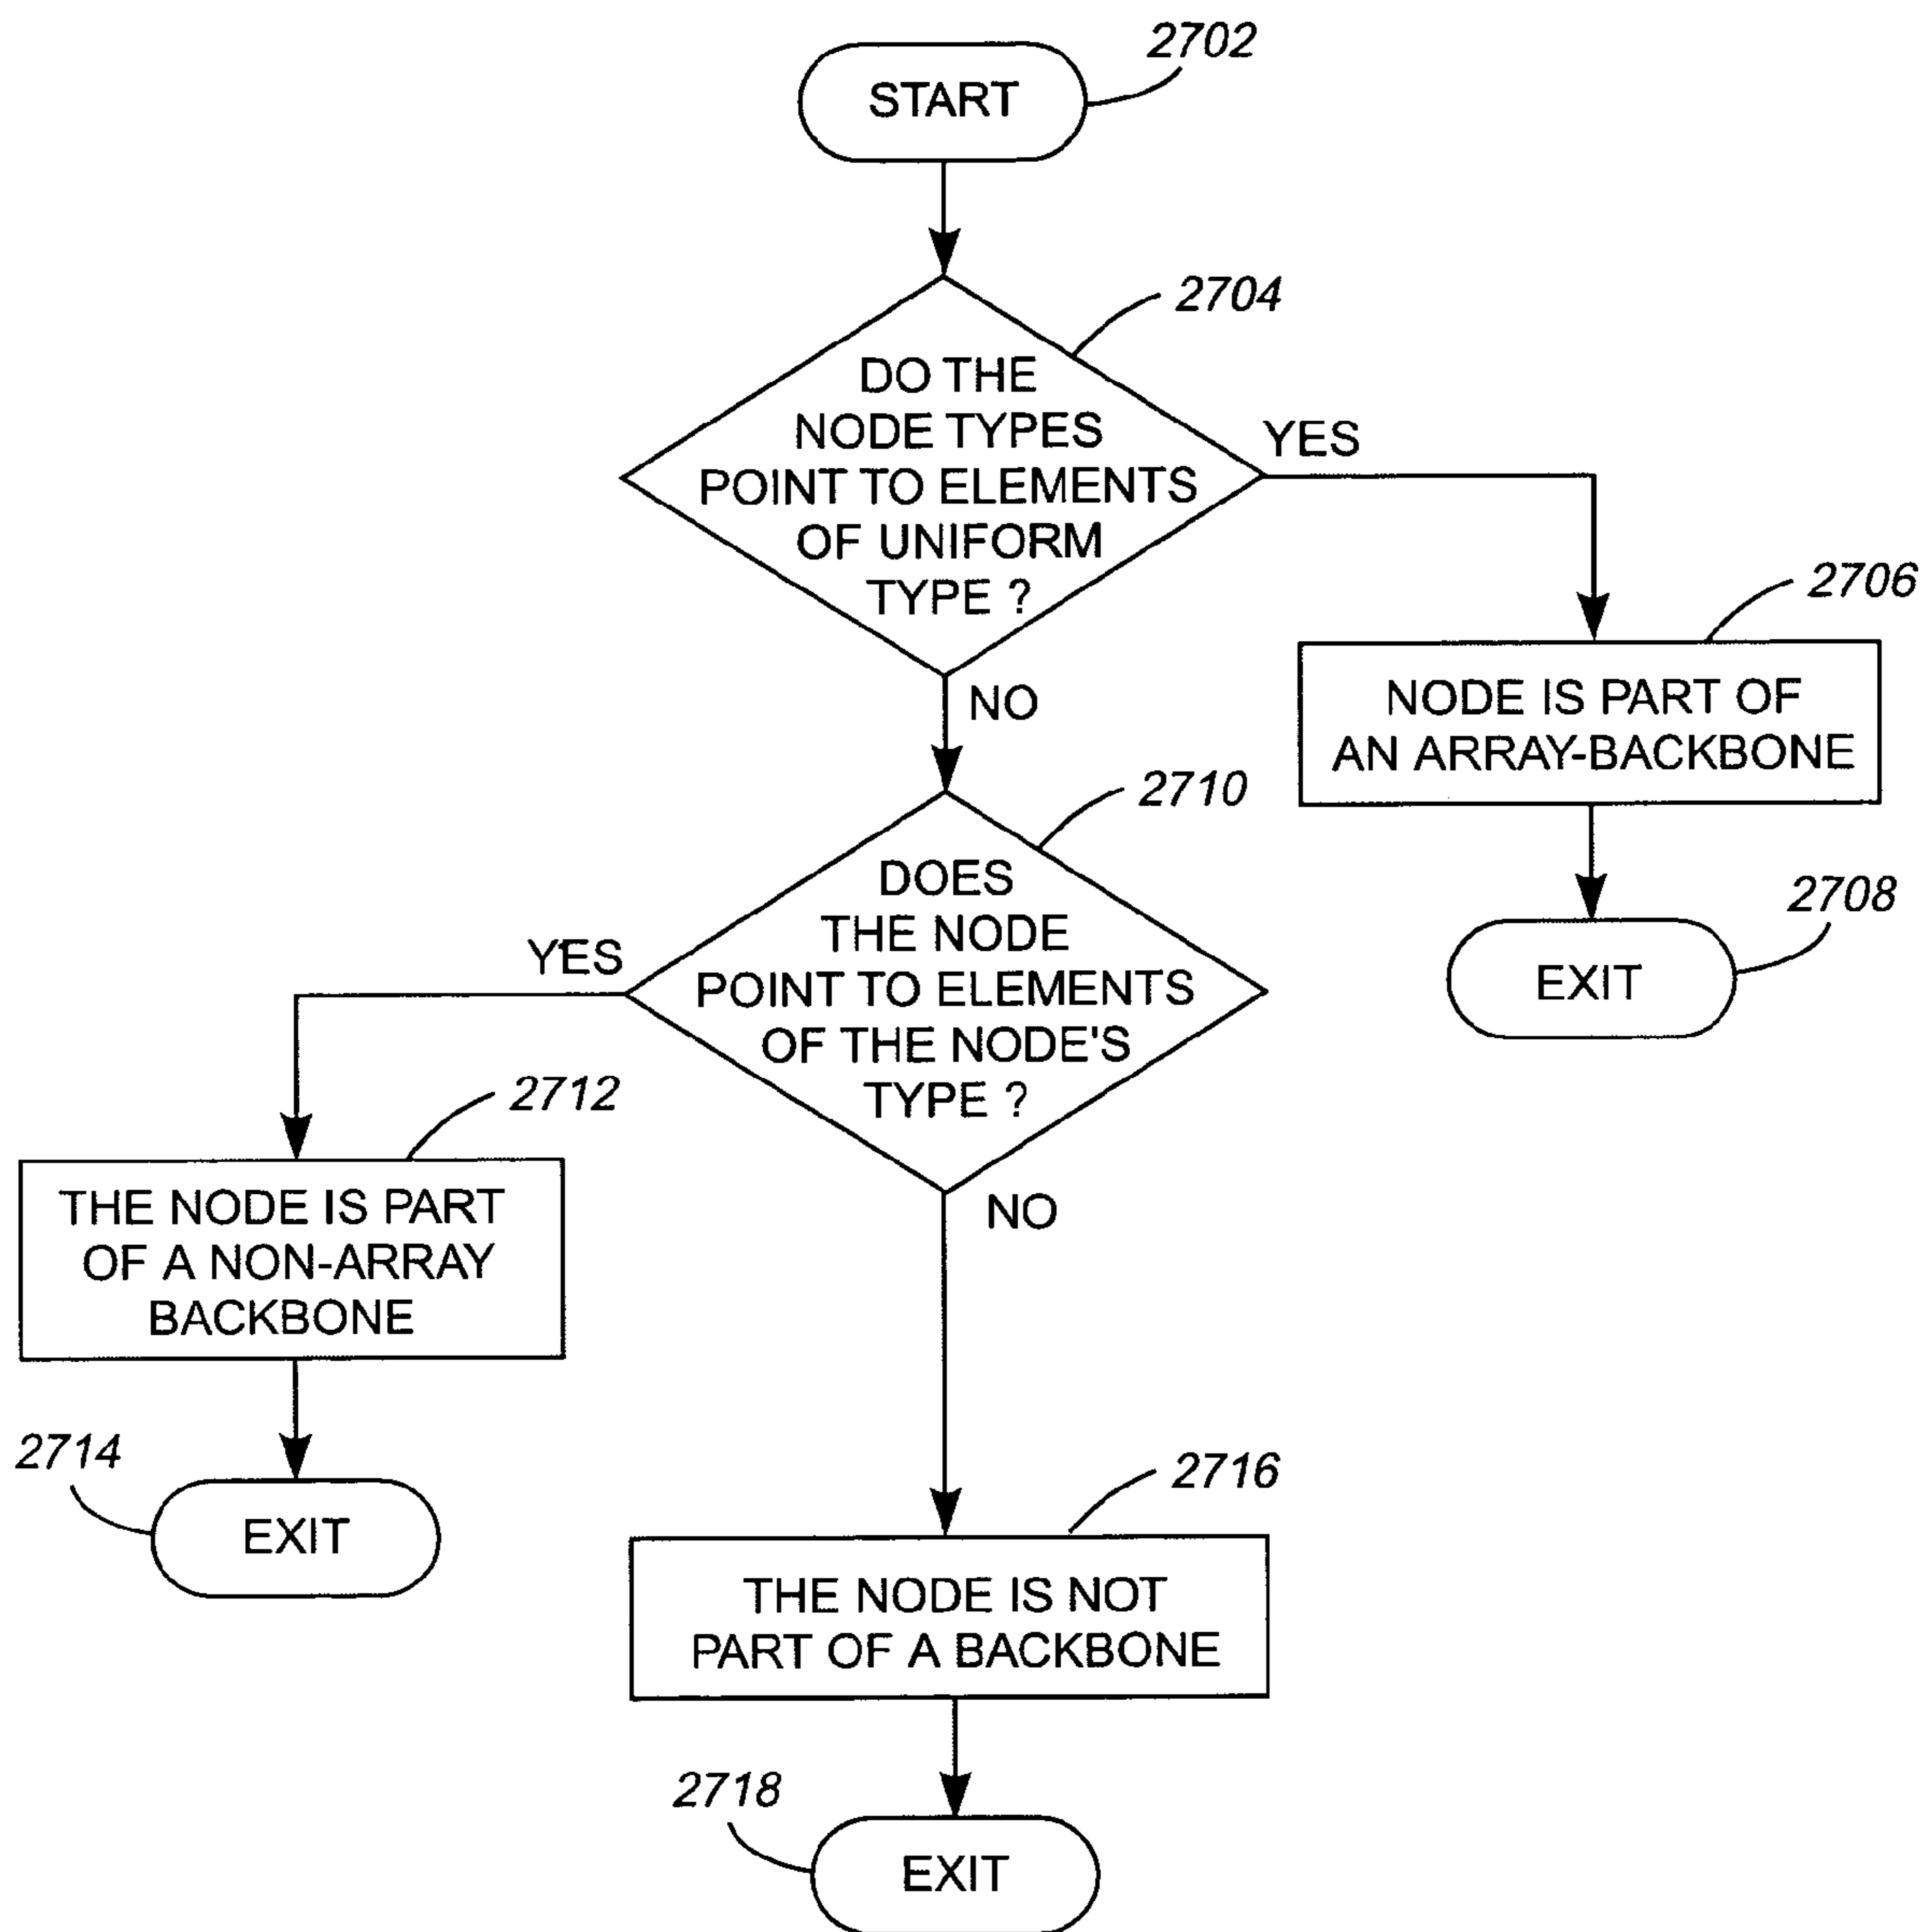 2702
START
2704
DO THE
NODE TYPES
POINT TO ELEMENTS
OF UNIFORM
TYPE ?
YES
NO
2706
NODE IS PART OF
AN ARRAY-BACKBONE
2708
EXIT
2710
DOES
THE NODE
POINT TO ELEMENTS
OF THE NODE'S
TYPE ?
YES
NO
2712
THE NODE IS PART
OF A NON-ARRAY
BACKBONE
2714
EXIT
2716
THE NODE IS NOT
PART OF A BACKBONE
2718
EXIT